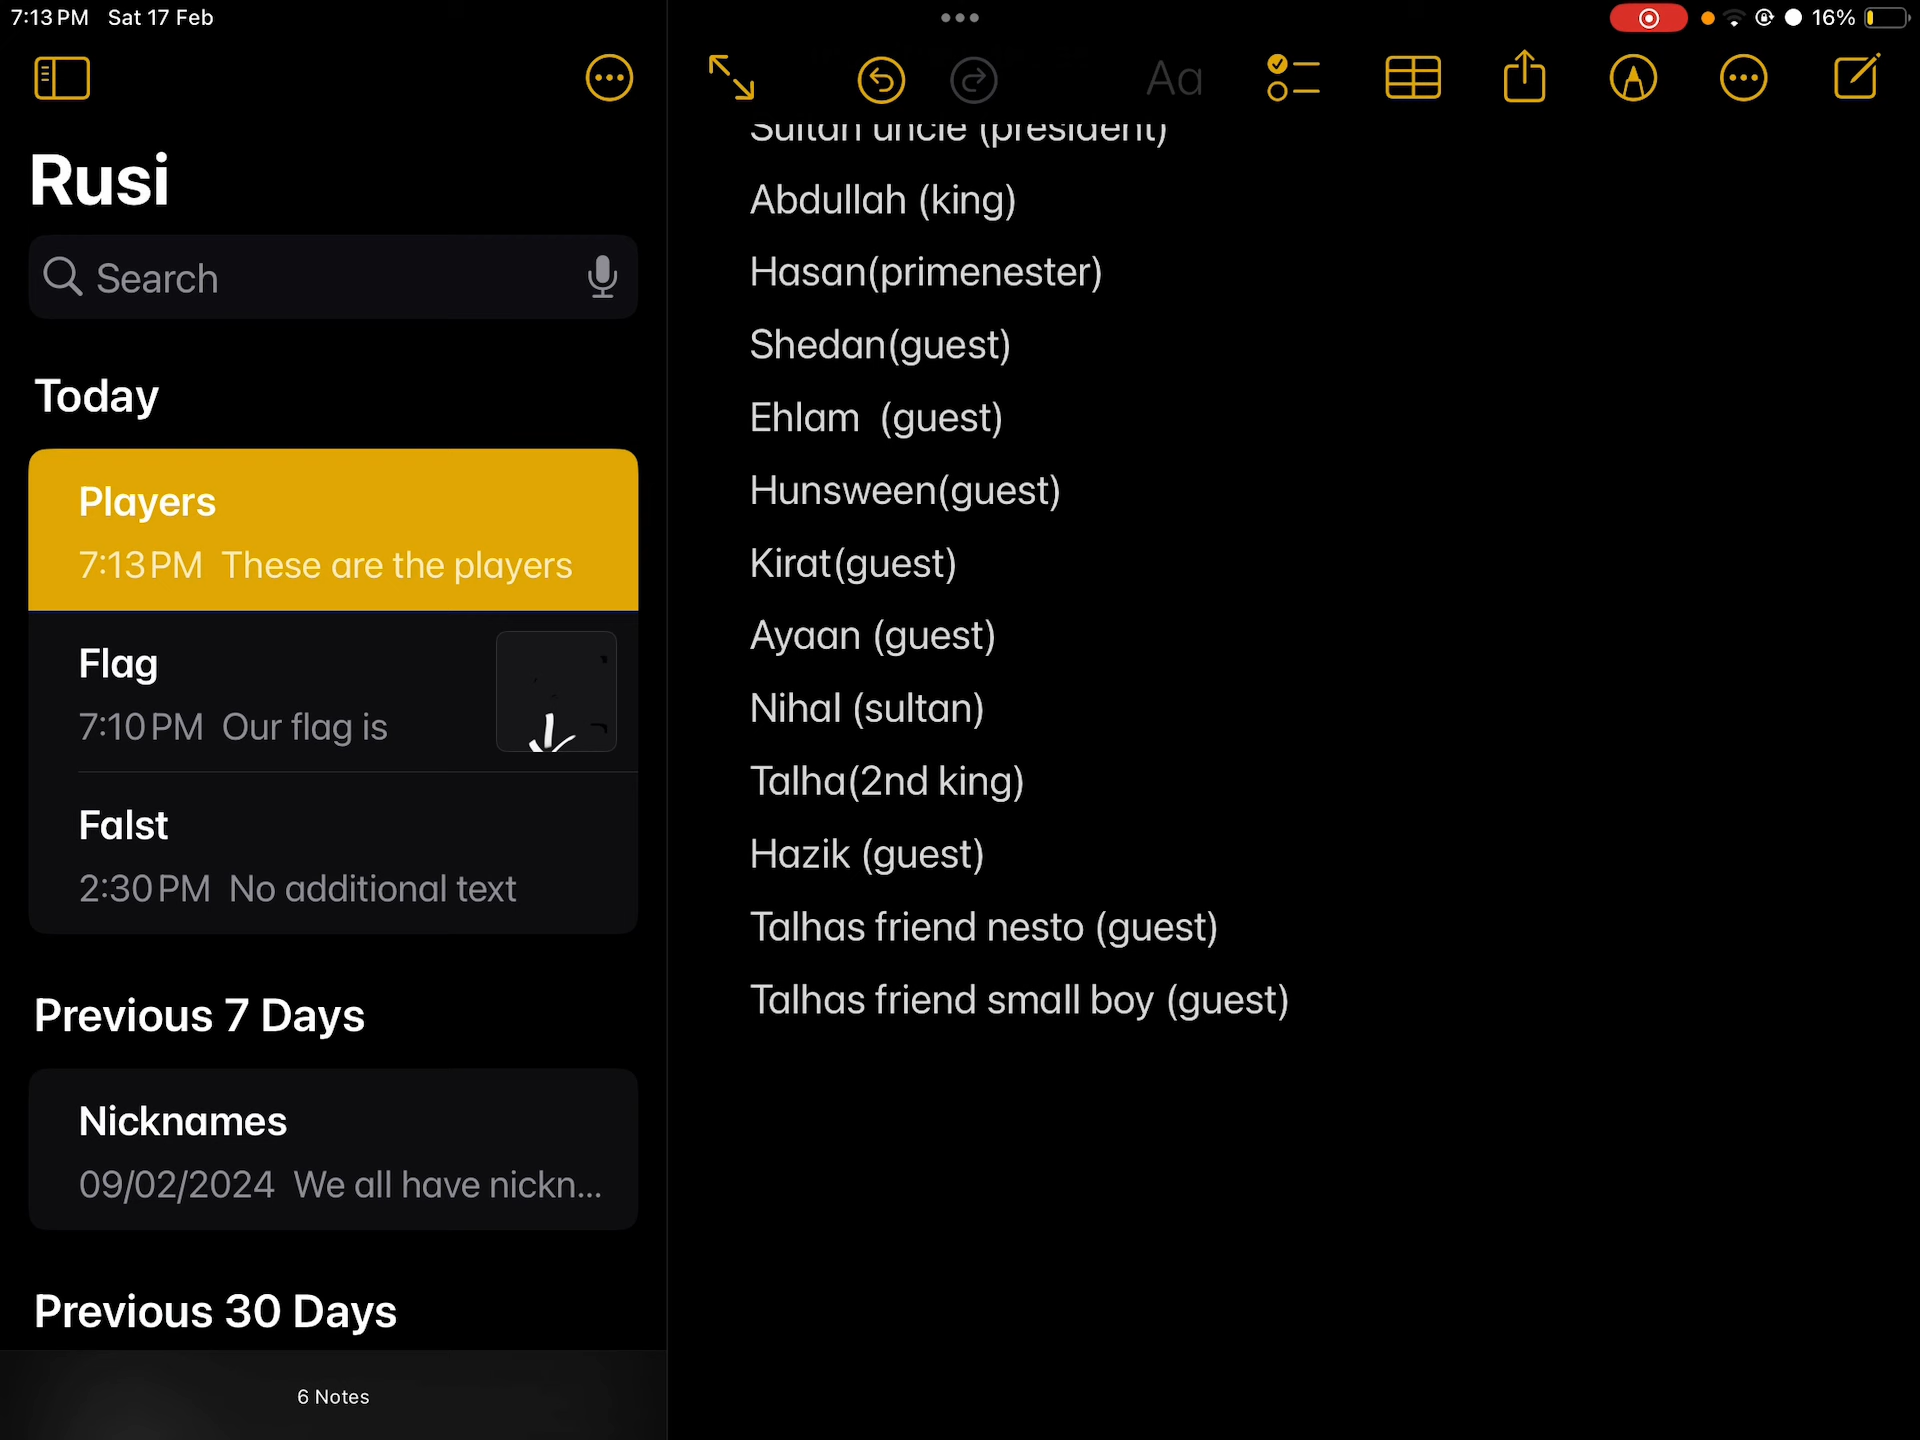 7:13 PM Sat 17 Feb
16%
Rusi
Search
Today
Players
7:13 PM These are the players
Flag
7:10 PM Our flag is
Falst
2:30 PM No additional text
Previous 7 Days
Nicknames
09/02/2024 We all have nickn...
Previous 30 Days
6 Notes
Aa
Sultan uncle (president)
Abdullah (king)
Hasan(primenester)
Shedan(guest)
Ehlam (guest)
Hunsween(guest)
Kirat(guest)
Ayaan (guest)
Nihal (sultan)
Talha(2nd king)
Hazik (guest)
Talhas friend nesto (guest)
Talhas friend small boy (guest)